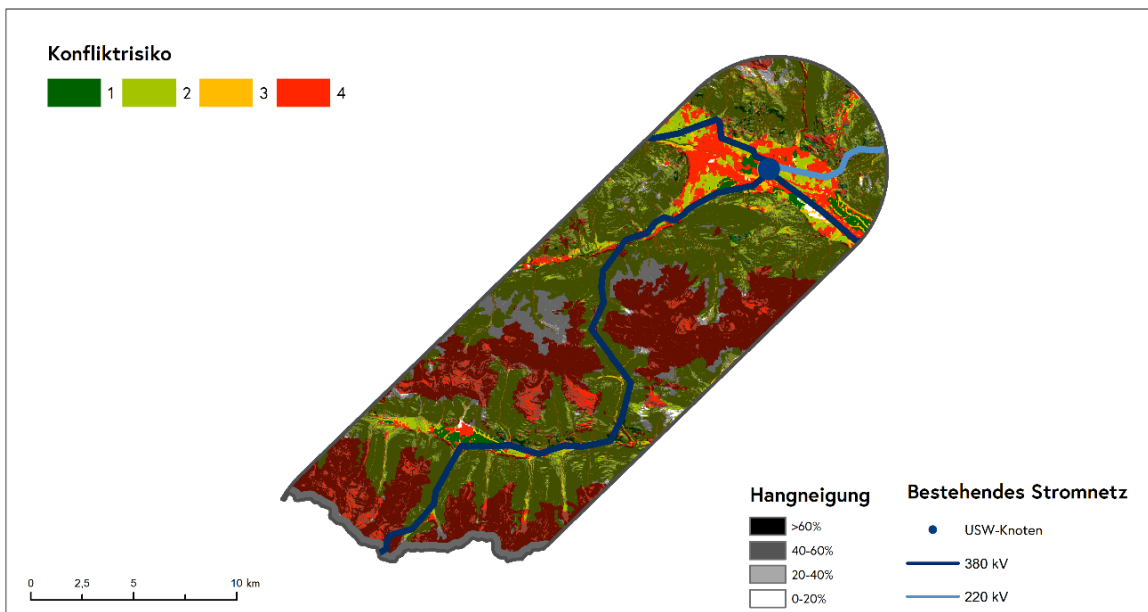 Konfliktrisiko
1 2 3 4
Hangneigung
>60%
40-60%
20-40%
0-20%
Bestehendes Stromnetz
USW-Knoten
380 kV
220 kV
0 2,5 5 10 km